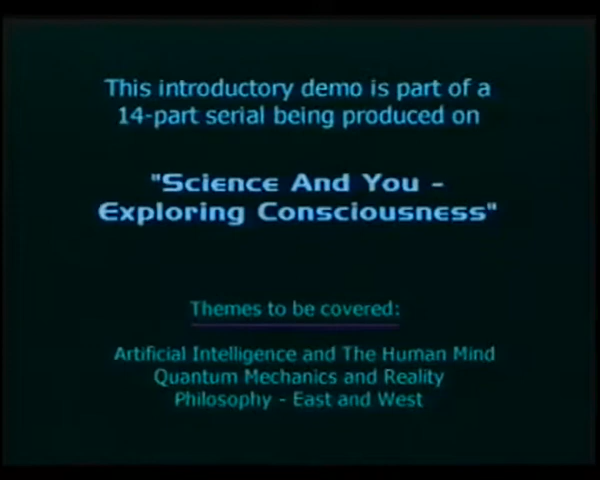 This introductory demo is part of a
14-part serial being produced on
"Science And You -
Exploring Consciousness"
Themes to be covered:
Artificial Intelligence and The Human Mind
Quantum Mechanics and Reality
Philosophy - East and West